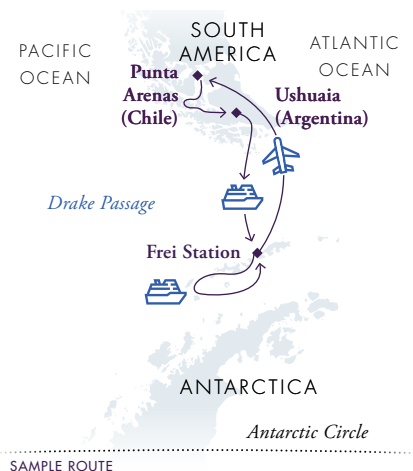 SOUTH
AMERICA
PACIFIC
OCEAN
ATLANTIC
OCEAN
Punta
Arenas
(Chile)
Ushuaia
(Argentina)
Drake Passage
Frei Station
ANTARCTICA
Antarctic Circle
SAMPLE ROUTE